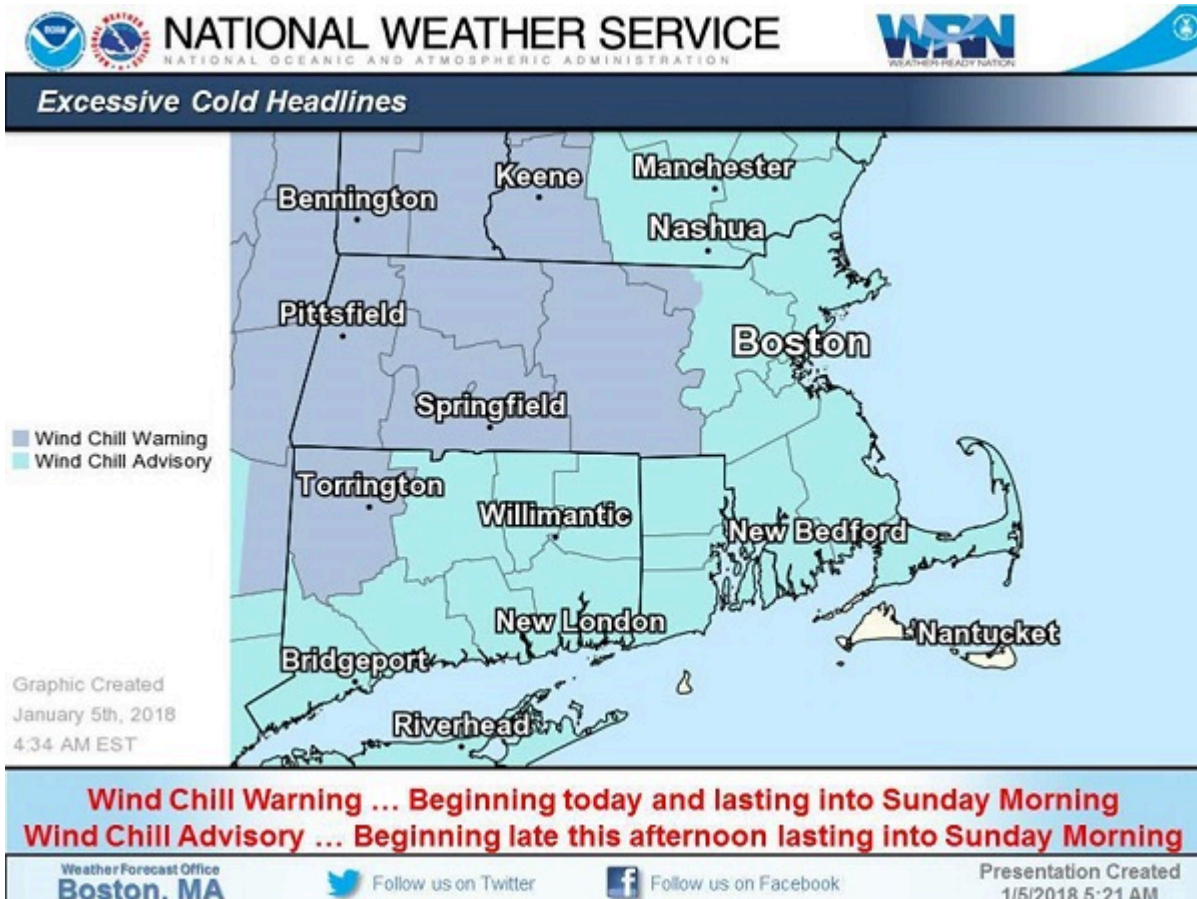 NOAA
NATIONAL WEATHER SERVICE
NATIONAL OCEANIC AND ATMOSPHERIC ADMINISTRATION
WRN
WEATHER-READY NATION
Excessive Cold Headlines
Keene
Manchester
Bennington
Nashua
Pittsfield
Boston
Springfield
Wind Chill Warning
Wind Chill Advisory
Torrington
Willimantic
New Bedford
New London
Nantucket
Bridgeport
Riverhead
Graphic Created
January 5th, 2018
4:34 AM EST
Wind Chill Warning ... Beginning today and lasting into Sunday Morning
Wind Chill Advisory ... Beginning late this afternoon lasting into Sunday Morning
Weather Forecast Office
Boston, MA
Follow us on Twitter
Follow us on Facebook
Presentation Created
1/5/2018 5:21 AM